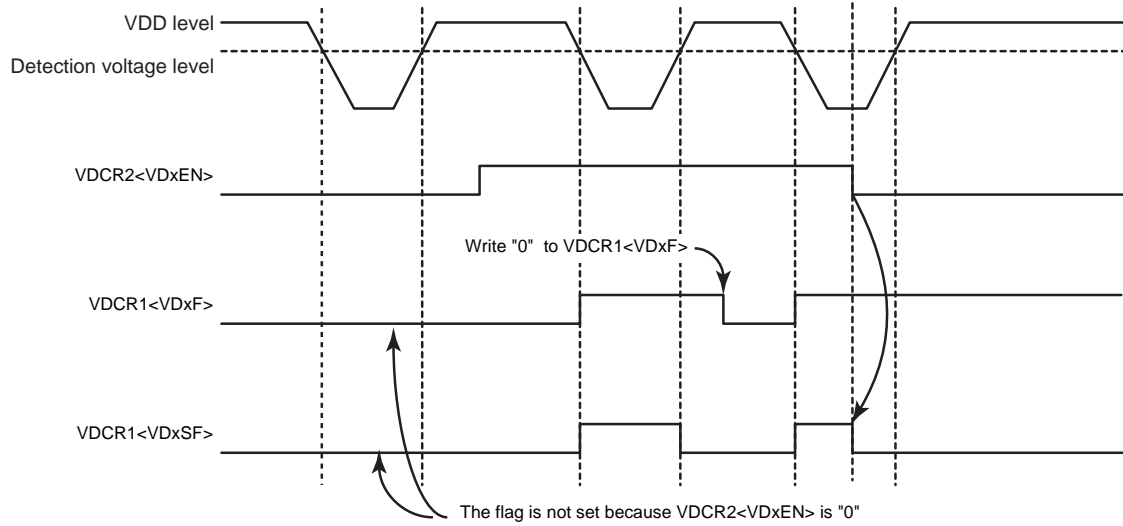 VDD level
Detection voltage level
VDCR2<VDxEN>
Write "0" to VDCR1<VDxF>
VDCR1<VDxF>
VDCR1<VDxSF>
The flag is not set because VDCR2<VDxEN> is "0"